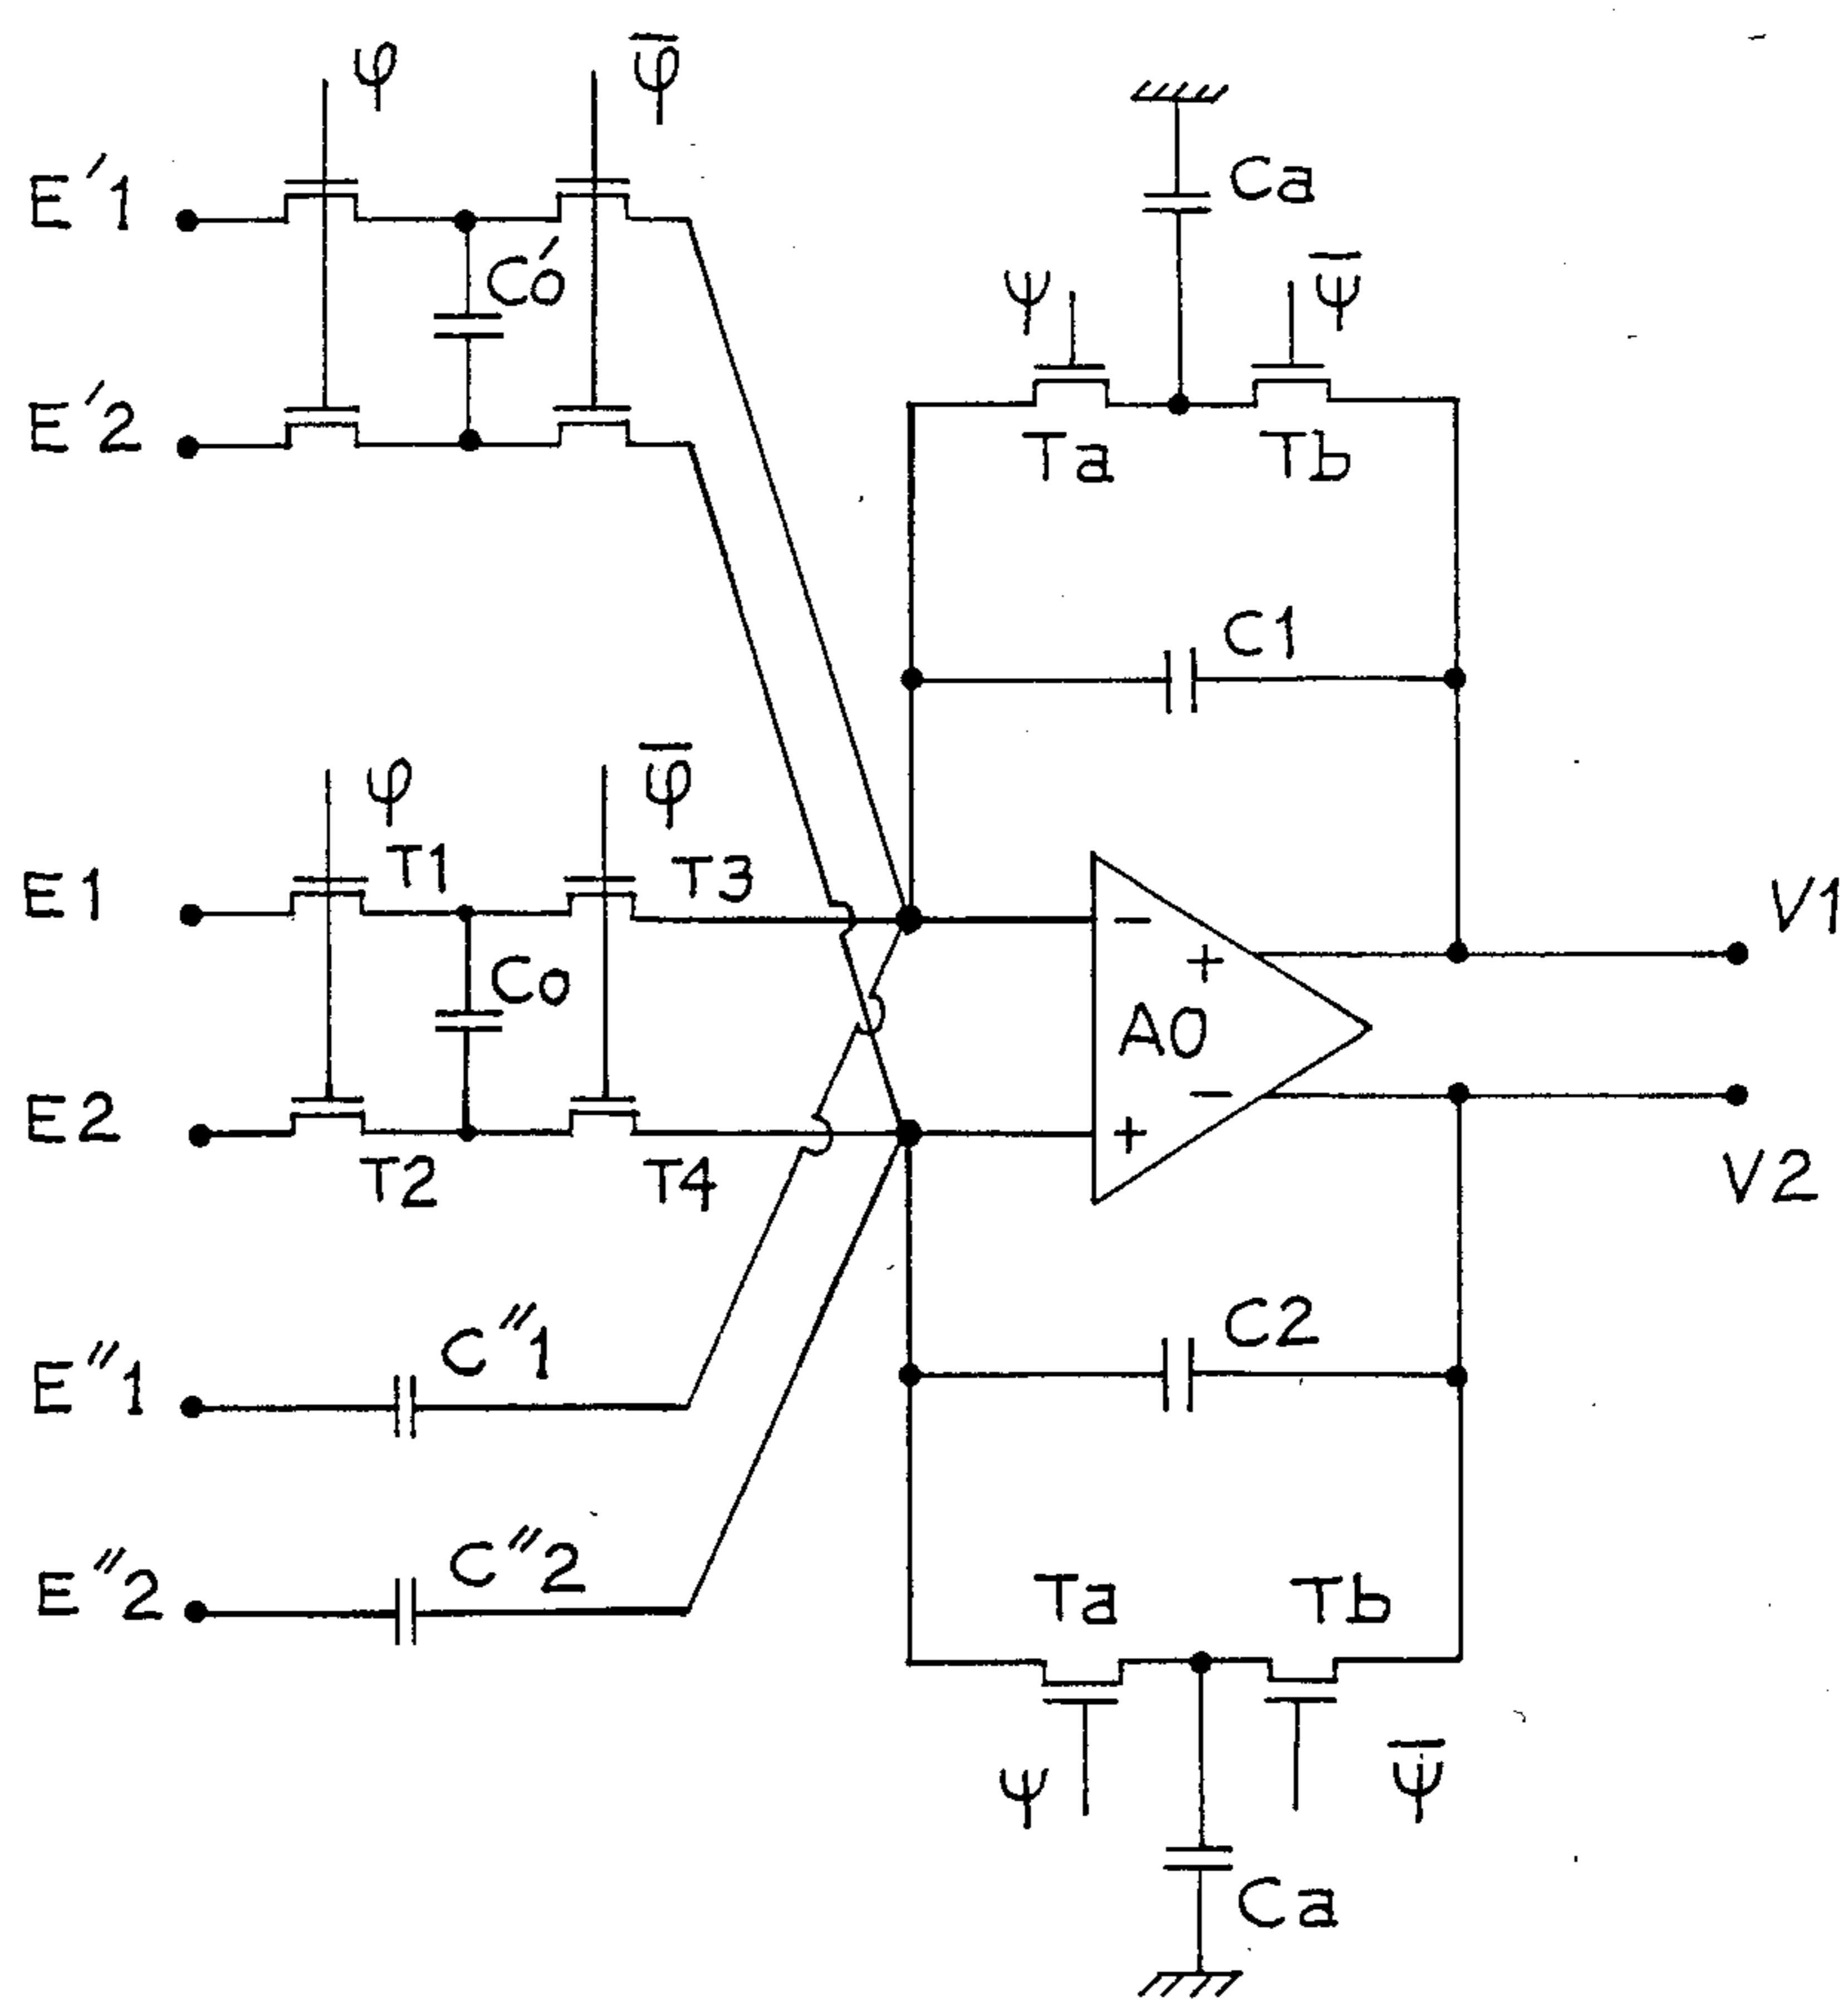 φ φ̅
E′1
C′o
E′2
Ca
ψ ψ̅
Ta Tb
C1
φ φ̅
E1 T1 T3
Co
E2 T2 T4
- +
A0
+ -
V1
V2
E″1 C″1
E″2 C″2
C2
Ta Tb
ψ ψ̅
Ca